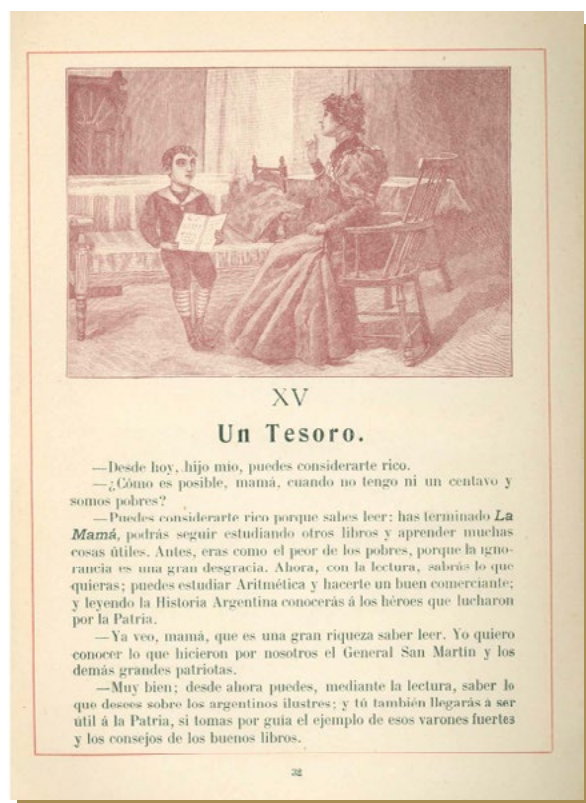 XV
Un Tesoro.
—Desde hoy, hijo mío, puedes considerarte rico.
—¿Cómo es posible, mamá, cuando no tengo ni un centavo y
somos pobres?
—Puedes considerarte rico porque sabes leer: has terminado La
Mamá, podrás seguir estudiando otros libros y aprender muchas
cosas útiles. Antes, eras como el peor de los pobres, porque la igno-
rancia es una gran desgracia. Ahora, con la lectura, sabrás lo que
quieras; puedes estudiar Aritmética y hacerte un buen comerciante;
y leyendo la Historia Argentina conocerás á los héroes que lucharon
por la Patria.
—Ya veo, mamá, que es una gran riqueza saber leer. Yo quiero
conocer lo que hicieron por nosotros el General San Martín y los
demás grandes patriotas.
—Muy bien; desde ahora puedes, mediante la lectura, saber lo
que desees sobre los argentinos ilustres; y tú también llegarás á ser
útil á la Patria, si tomas por guía el ejemplo de esos varones fuertes
y los consejos de los buenos libros.
32